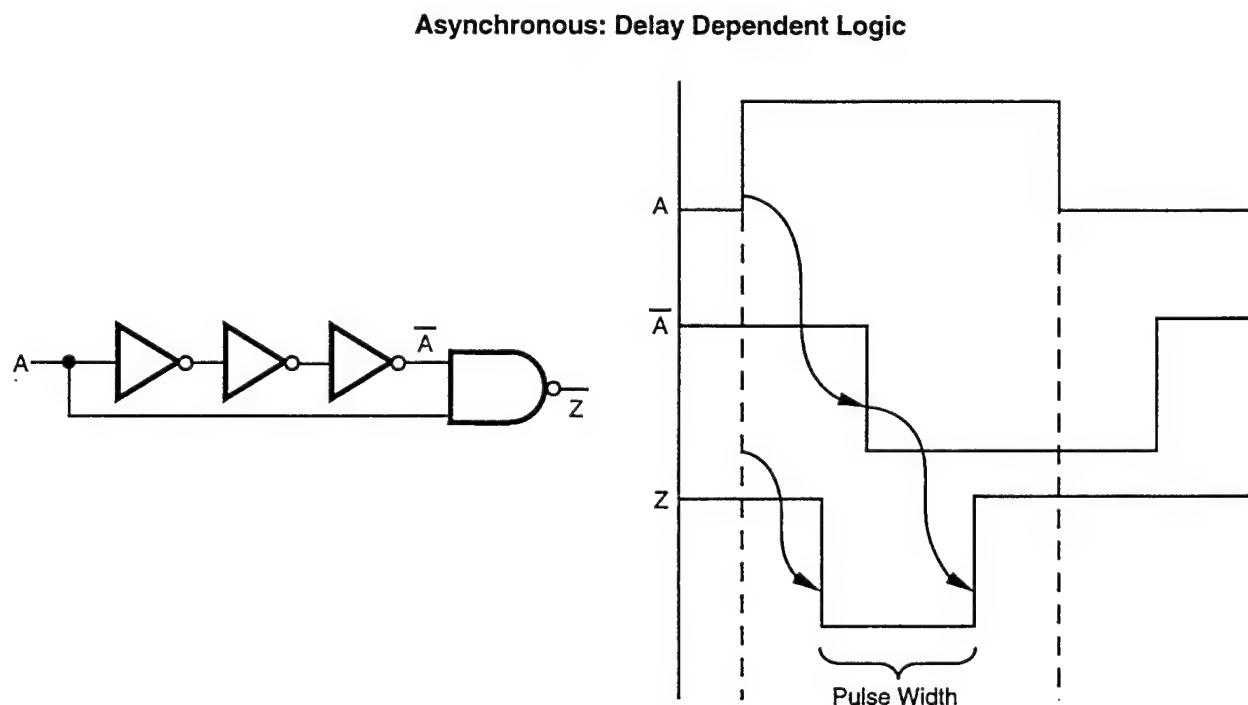 Asynchronous: Delay Dependent Logic
A
A̅
Z
A
A̅
Z
Pulse Width